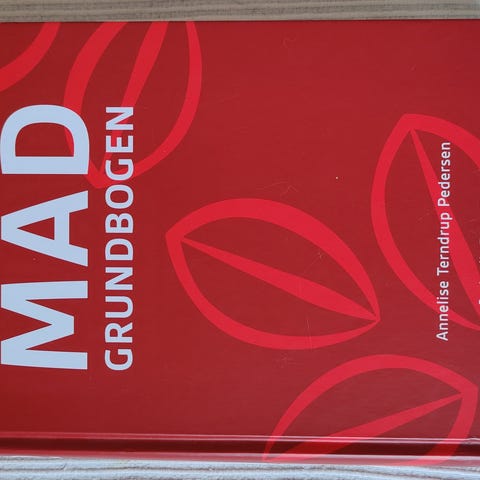 MAD
GRUNDBOGEN
Annelise Terndrup Pedersen